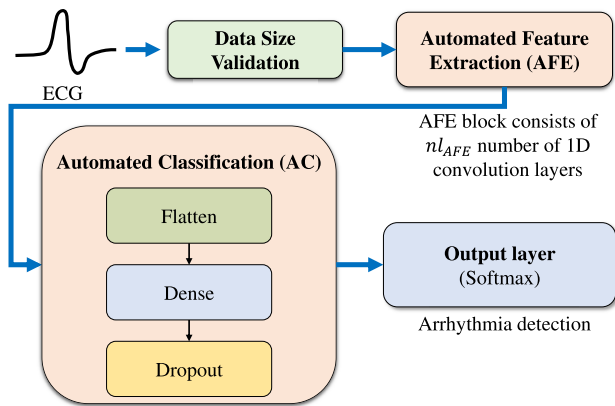 ECG
Data Size
Validation
Automated Feature
Extraction (AFE)
AFE block consists of
𝑛𝑙𝐴𝐹𝐸 number of 1D
convolution layers
Automated Classification (AC)
Flatten
Dense
Dropout
Output layer
(Softmax)
Arrhythmia detection